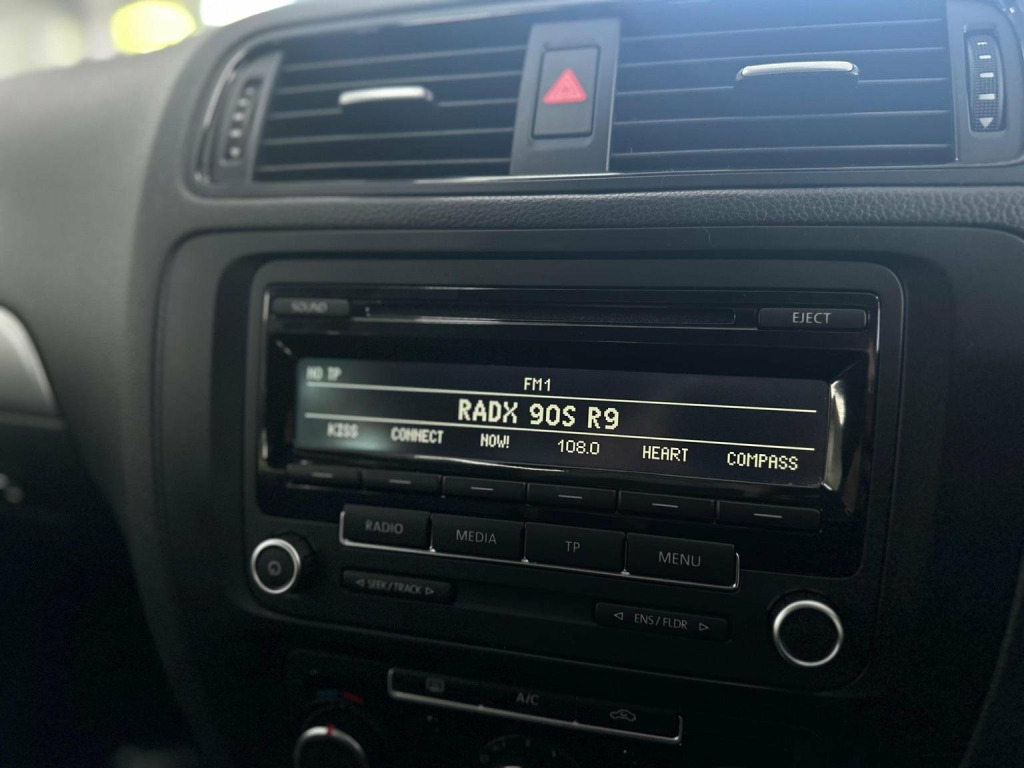 SOUND
EJECT
NO TP
FM1
RADX 90S R9
KISS CONNECT NOW! 108.0 HEART COMPASS
RADIO MEDIA TP MENU
SEEK/TRACK
ENS/FLDR
A/C